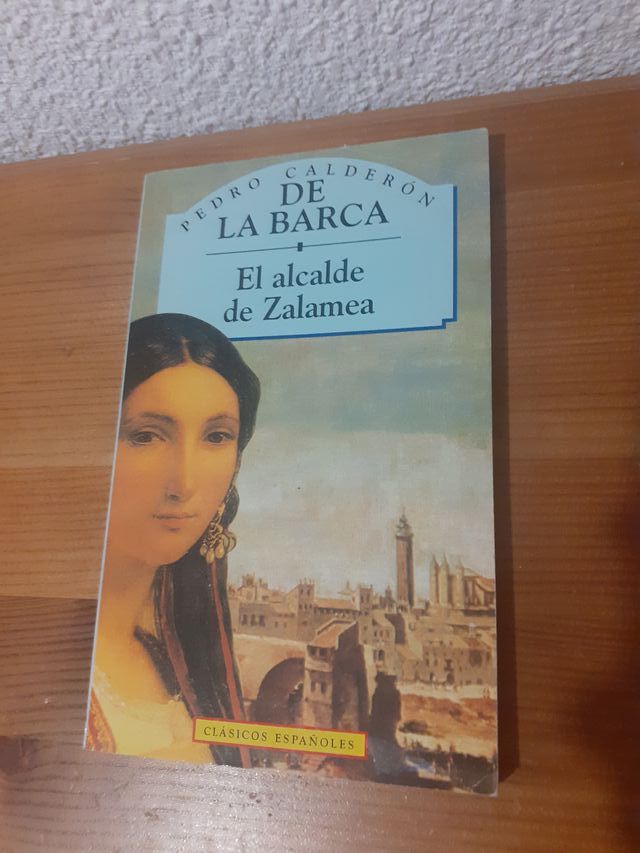 PEDRO CALDERÓN
DE
LA BARCA
El alcalde
de Zalamea
CLÁSICOS ESPAÑOLES